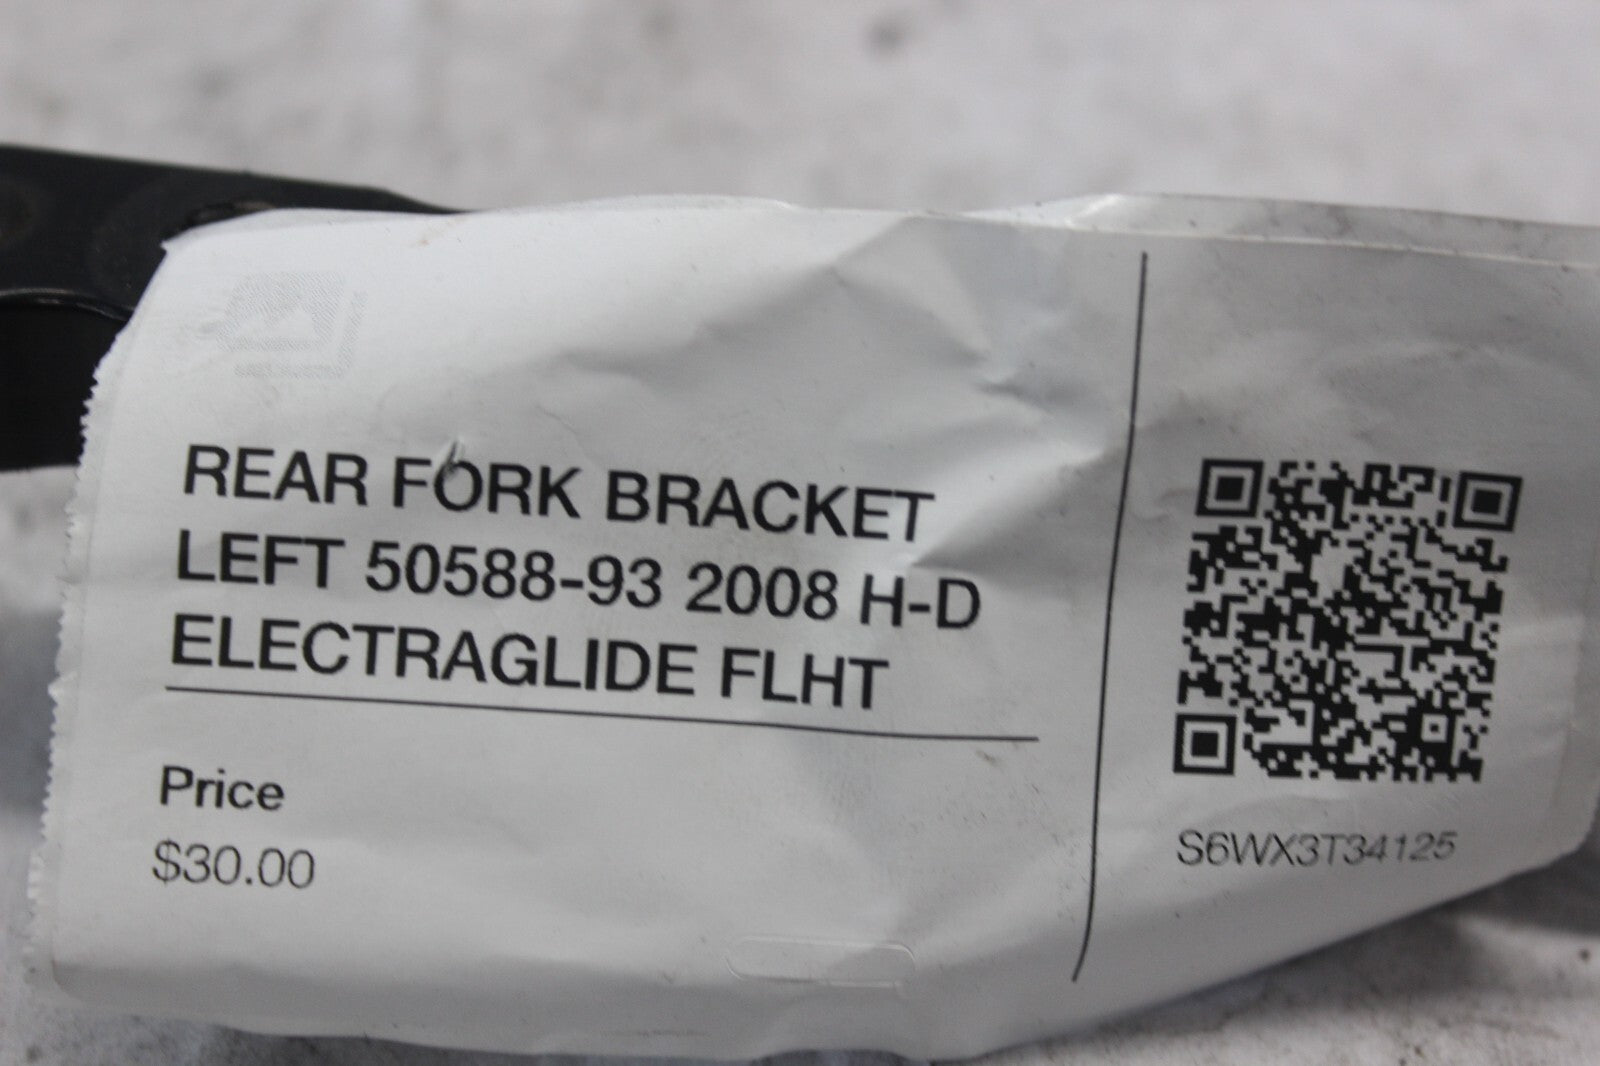 REAR FORK BRACKET
LEFT 50588-93 2008 H-D
ELECTRAGLIDE FLHT
Price
$30.00
S6WX3T34125